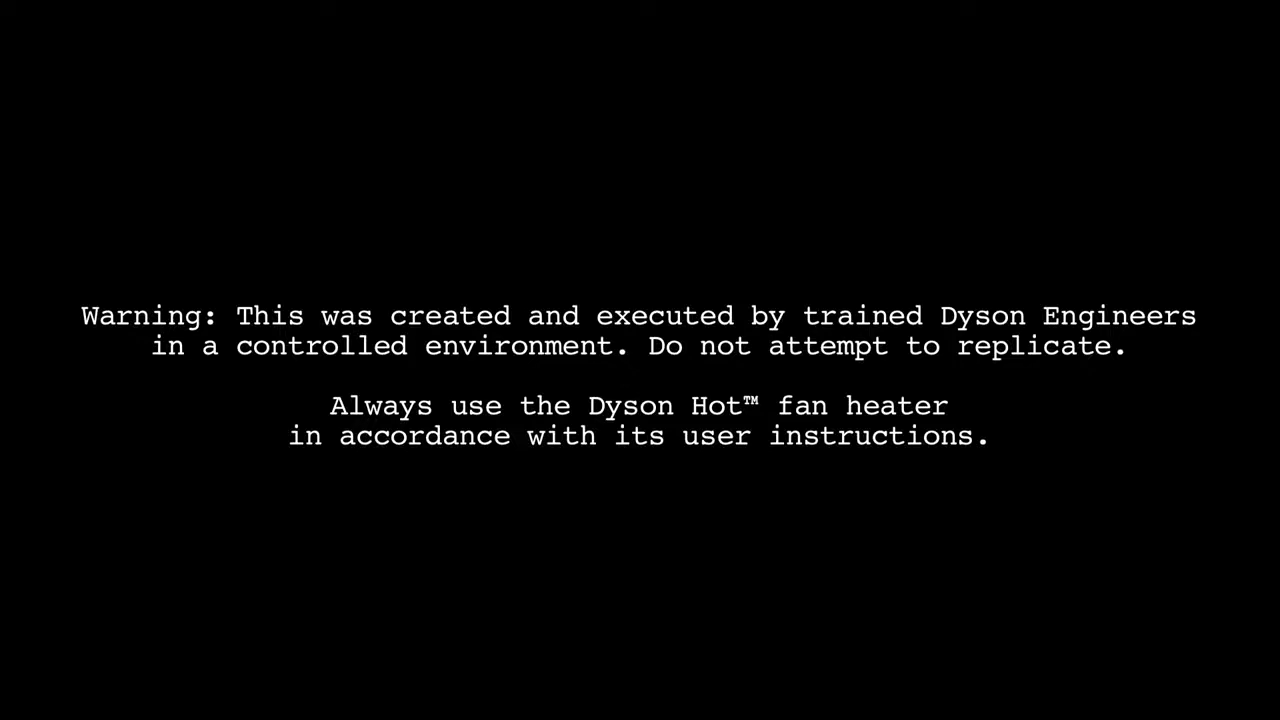 Warning: This was created and executed by trained Dyson Engineers
in a controlled environment. Do not attempt to replicate.
Always use the Dyson Hot™ fan heater
in accordance with its user instructions.